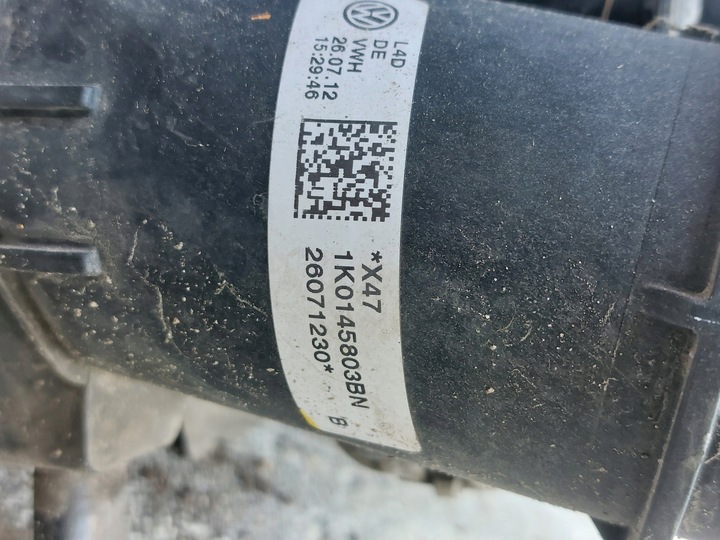 L4D
DE
VWH
26.07.12
15:29:46
*X47
1K0145803BN
26071230*
B